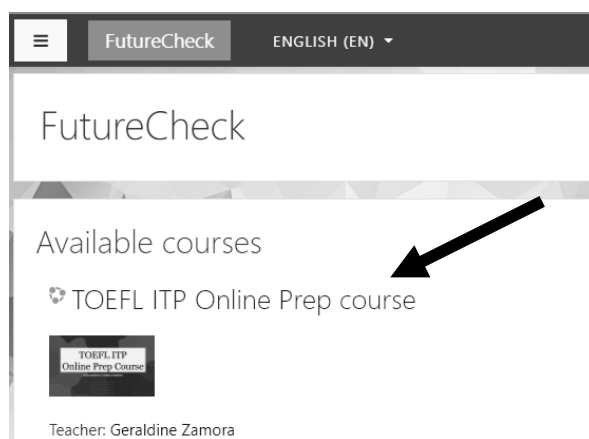 FutureCheck ENGLISH (EN)
FutureCheck
Available courses
TOEFL ITP Online Prep course
TOEFL ITP
Online Prep Course
Teacher: Geraldine Zamora